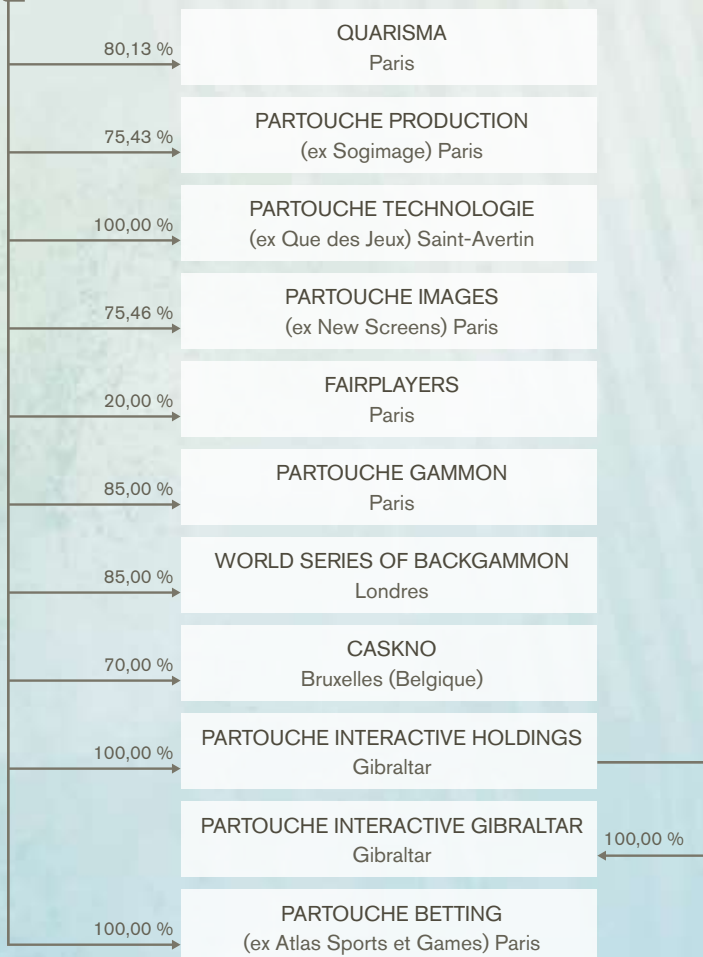 80,13 %
QUARISMA
Paris
75,43 %
PARTOUCHE PRODUCTION
(ex Sogimage) Paris
100,00 %
PARTOUCHE TECHNOLOGIE
(ex Que des Jeux) Saint-Avertin
75,46 %
PARTOUCHE IMAGES
(ex New Screens) Paris
20,00 %
FAIRPLAYERS
Paris
85,00 %
PARTOUCHE GAMMON
Paris
85,00 %
WORLD SERIES OF BACKGAMMON
Londres
70,00 %
CASKNO
Bruxelles (Belgique)
100,00 %
PARTOUCHE INTERACTIVE HOLDINGS
Gibraltar
PARTOUCHE INTERACTIVE GIBRALTAR
Gibraltar
100,00 %
100,00 %
PARTOUCHE BETTING
(ex Atlas Sports et Games) Paris